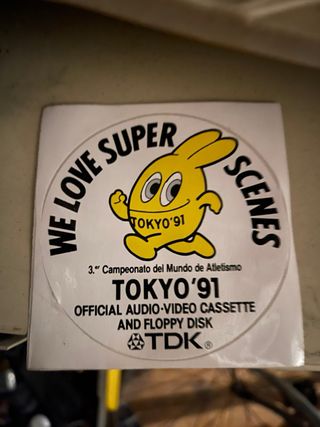 WE LOVE SUPER SCENES
TOKYO'91
3.er Campeonato del Mundo de Atletismo
TOKYO'91
OFFICIAL AUDIO·VIDEO CASSETTE
AND FLOPPY DISK
TDK®